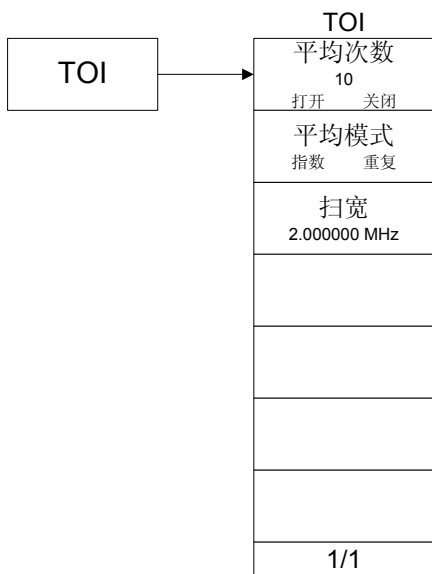 TOI
TOI
平均次数
10
打开 关闭
平均模式
指数 重复
扫宽
2.000000 MHz
1/1